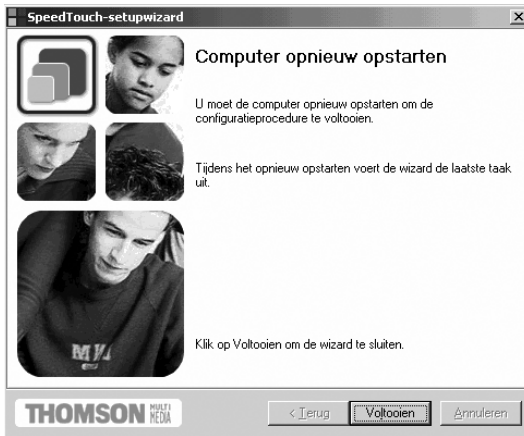 SpeedTouch-setupwizard
Computer opnieuw opstarten
U moet de computer opnieuw opstarten om de
configuratieprocedure te voltooien.
Tijdens het opnieuw opstarten voert de wizard de laatste taak
uit.
Klik op Voltooien om de wizard te sluiten.
THOMSON MULTI MEDIA
< Terug Voltooien Annuleren